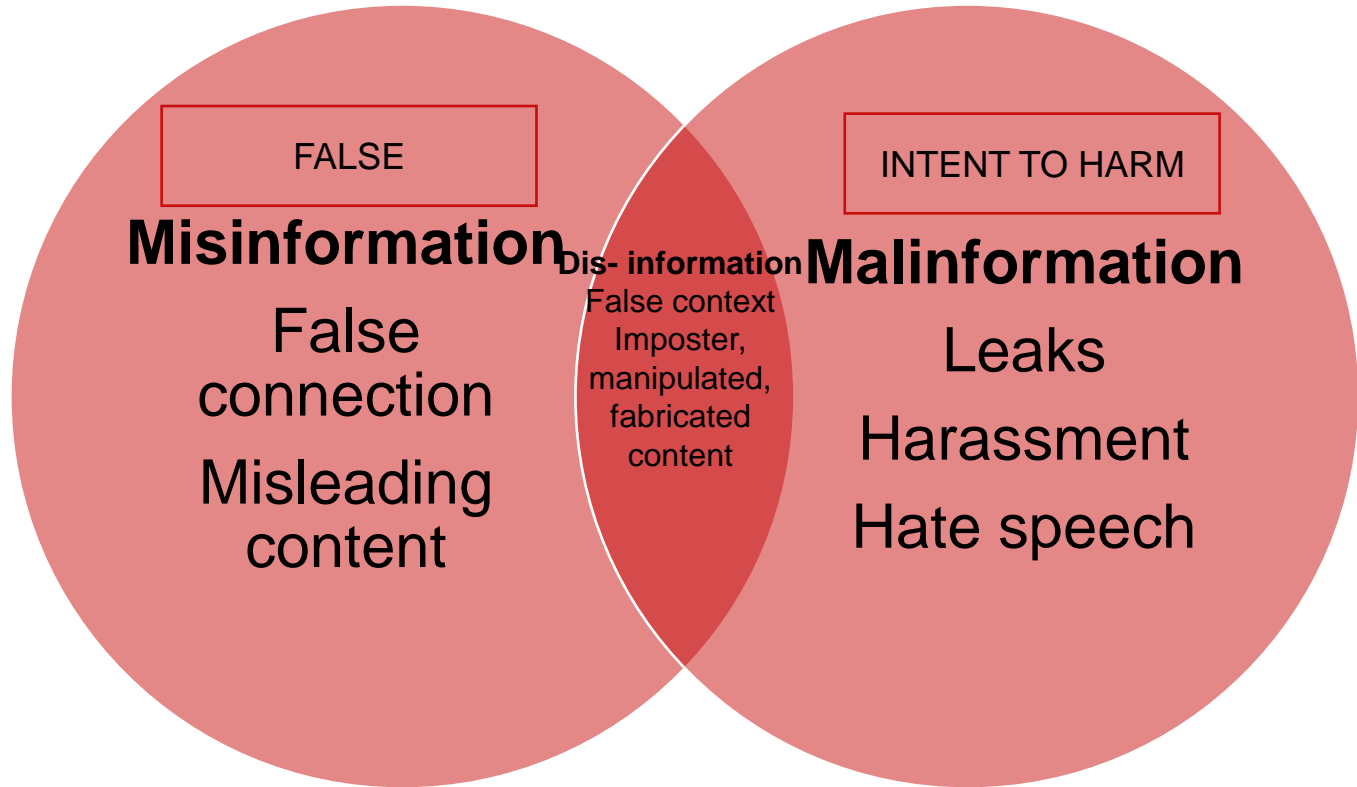 FALSE
Misinformation
False
connection
Misleading
content
Dis- information
False context
Imposter,
manipulated,
fabricated
content
INTENT TO HARM
Malinformation
Leaks
Harassment
Hate speech